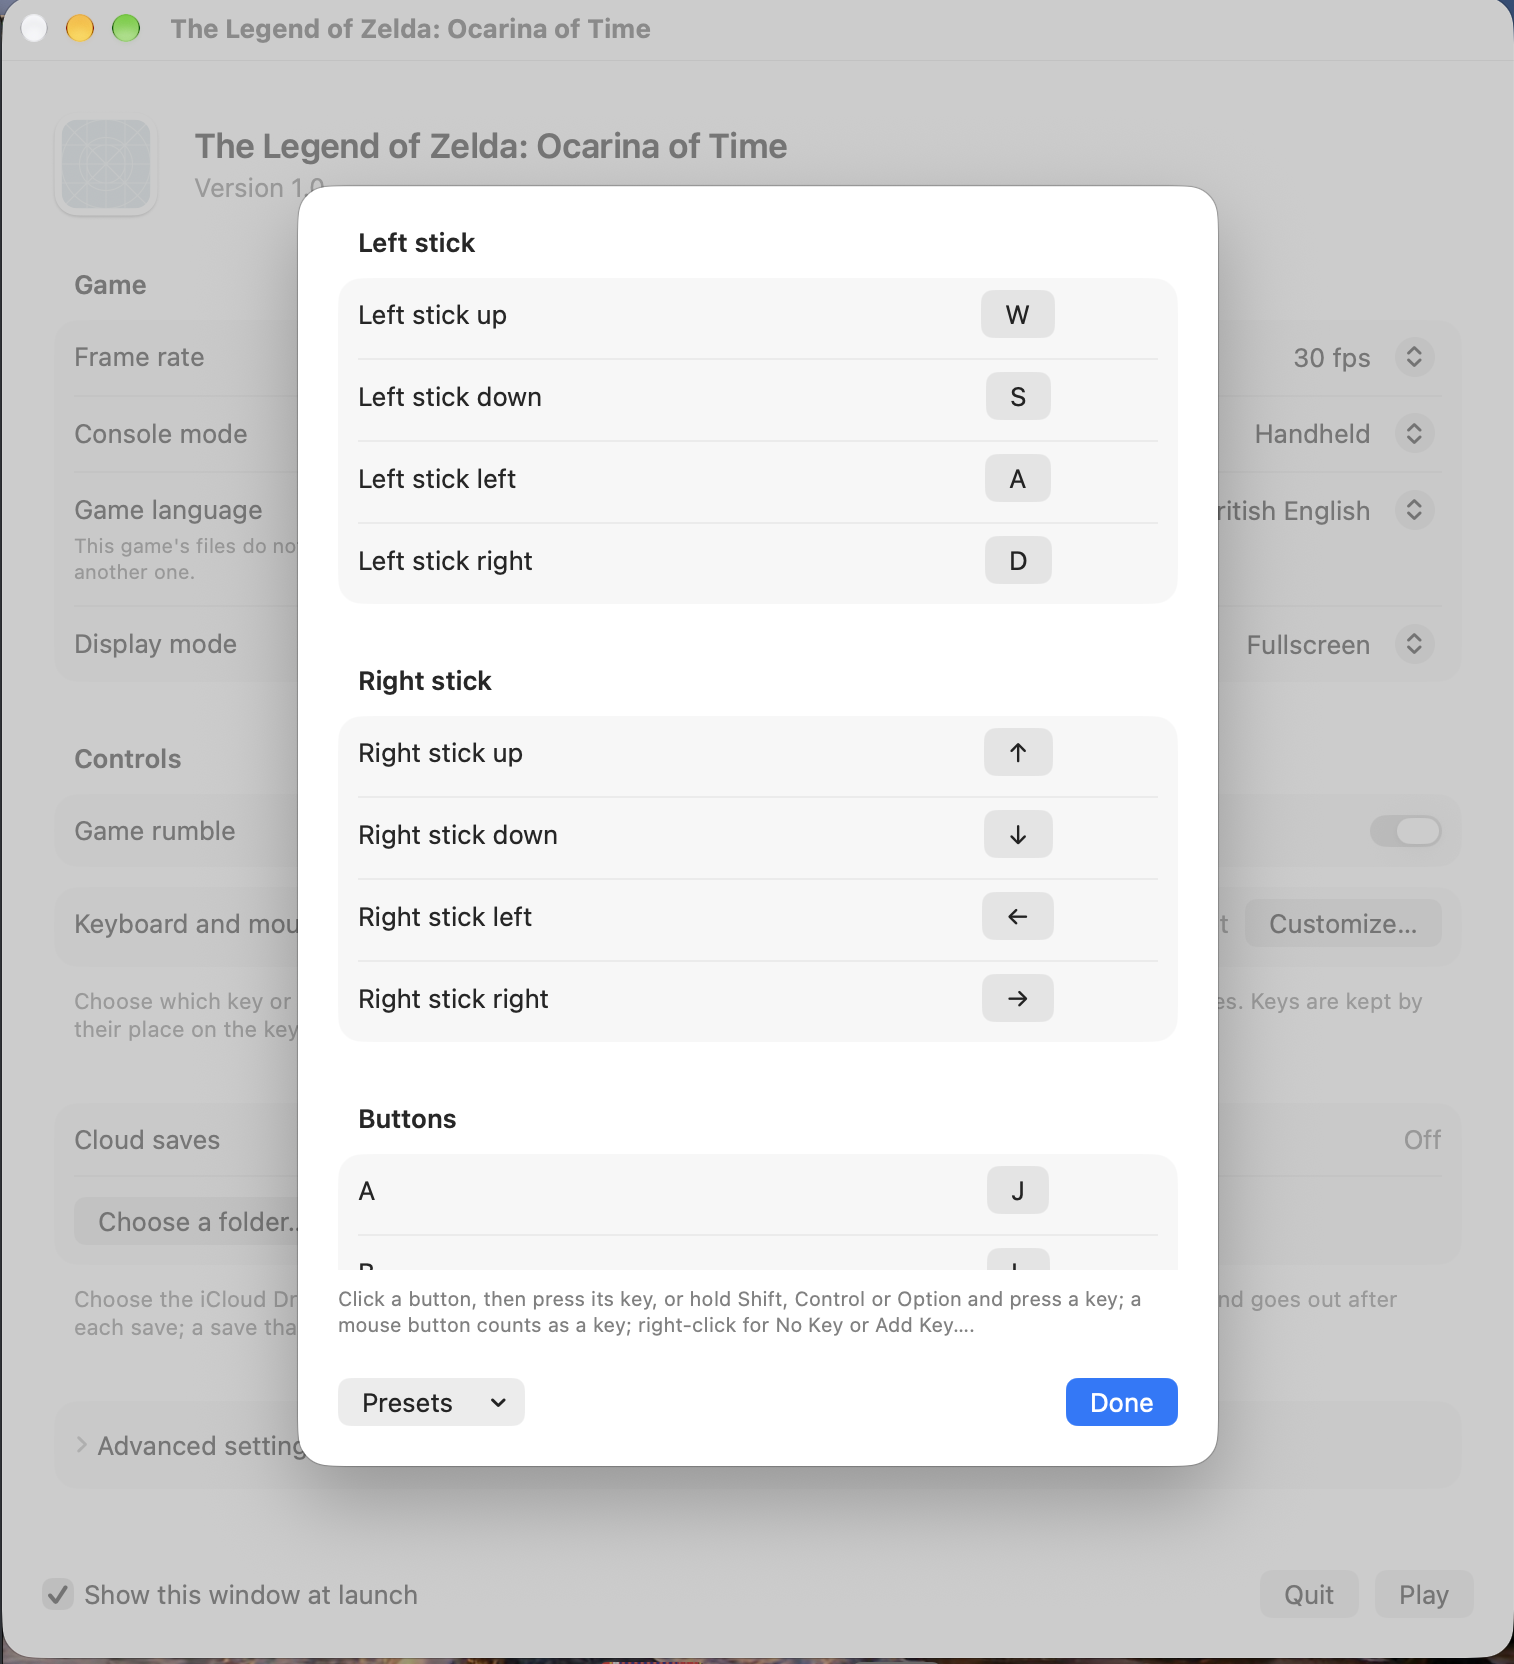 The Legend of Zelda: Ocarina of Time
The Legend of Zelda: Ocarina of Time
Version 1.0
Game
Frame rate
30 fps
Console mode
Handheld
Game language
ritish English
This game's files do no
another one.
Display mode
Fullscreen
Controls
Game rumble
Keyboard and mou
t
Customize...
Choose which key or
es. Keys are kept by
their place on the key
Cloud saves
Off
Choose a folder..
Choose the iCloud Dr
nd goes out after
each save; a save tha
Advanced setting
Show this window at launch
Quit
Play
Left stick
Left stick up
W
Left stick down
S
Left stick left
A
Left stick right
D
Right stick
Right stick up
↑
Right stick down
↓
Right stick left
←
Right stick right
→
Buttons
A
J
Click a button, then press its key, or hold Shift, Control or Option and press a key; a
mouse button counts as a key; right-click for No Key or Add Key....
Presets
Done